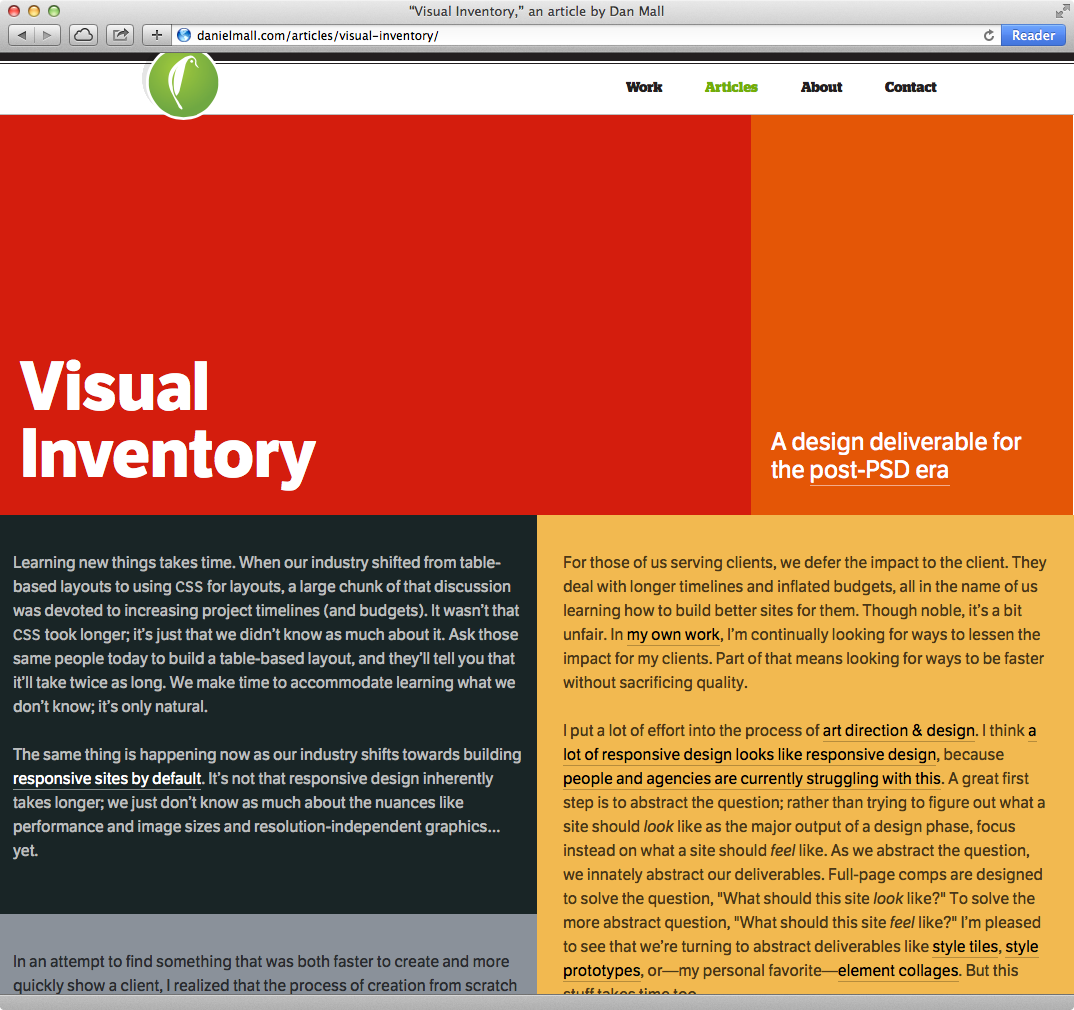 “Visual Inventory,” an article by Dan Mall
danielmall.com/articles/visual-inventory/
Reader
Work
Articles
About
Contact
Visual
Inventory
A design deliverable for
the post-PSD era
Learning new things takes time. When our industry shifted from table-
based layouts to using CSS for layouts, a large chunk of that discussion
was devoted to increasing project timelines (and budgets). It wasn’t that
CSS took longer; it’s just that we didn’t know as much about it. Ask those
same people today to build a table-based layout, and they’ll tell you that
it’ll take twice as long. We make time to accommodate learning what we
don’t know; it’s only natural.
The same thing is happening now as our industry shifts towards building
responsive sites by default. It’s not that responsive design inherently
takes longer; we just don’t know as much about the nuances like
performance and image sizes and resolution-independent graphics…
yet.
In an attempt to find something that was both faster to create and more
quickly show a client, I realized that the process of creation from scratch
For those of us serving clients, we defer the impact to the client. They
deal with longer timelines and inflated budgets, all in the name of us
learning how to build better sites for them. Though noble, it’s a bit
unfair. In my own work, I’m continually looking for ways to lessen the
impact for my clients. Part of that means looking for ways to be faster
without sacrificing quality.
I put a lot of effort into the process of art direction & design. I think a
lot of responsive design looks like responsive design, because
people and agencies are currently struggling with this. A great first
step is to abstract the question; rather than trying to figure out what a
site should look like as the major output of a design phase, focus
instead on what a site should feel like. As we abstract the question,
we innately abstract our deliverables. Full-page comps are designed
to solve the question, "What should this site look like?" To solve the
more abstract question, "What should this site feel like?" I’m pleased
to see that we’re turning to abstract deliverables like style tiles, style
prototypes, or—my personal favorite—element collages. But this
stuff takes time too.